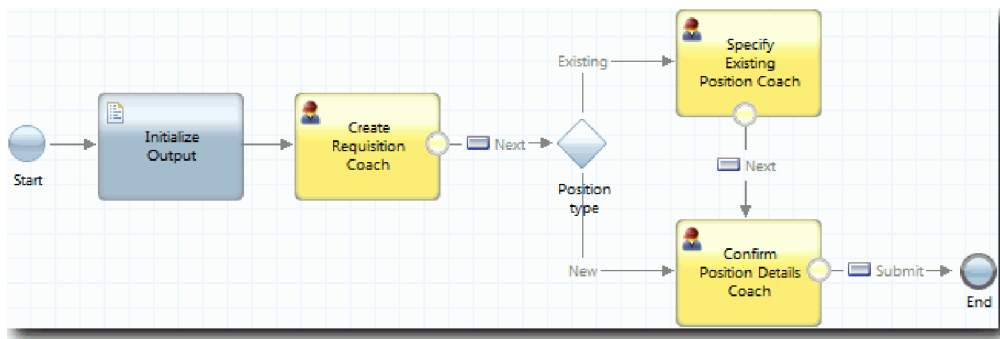 Start
Initialize
Output
Create
Requisition
Coach
Next
Position
type
Existing
New
Specify
Existing
Position Coach
Next
Confirm
Position Details
Coach
Submit
End